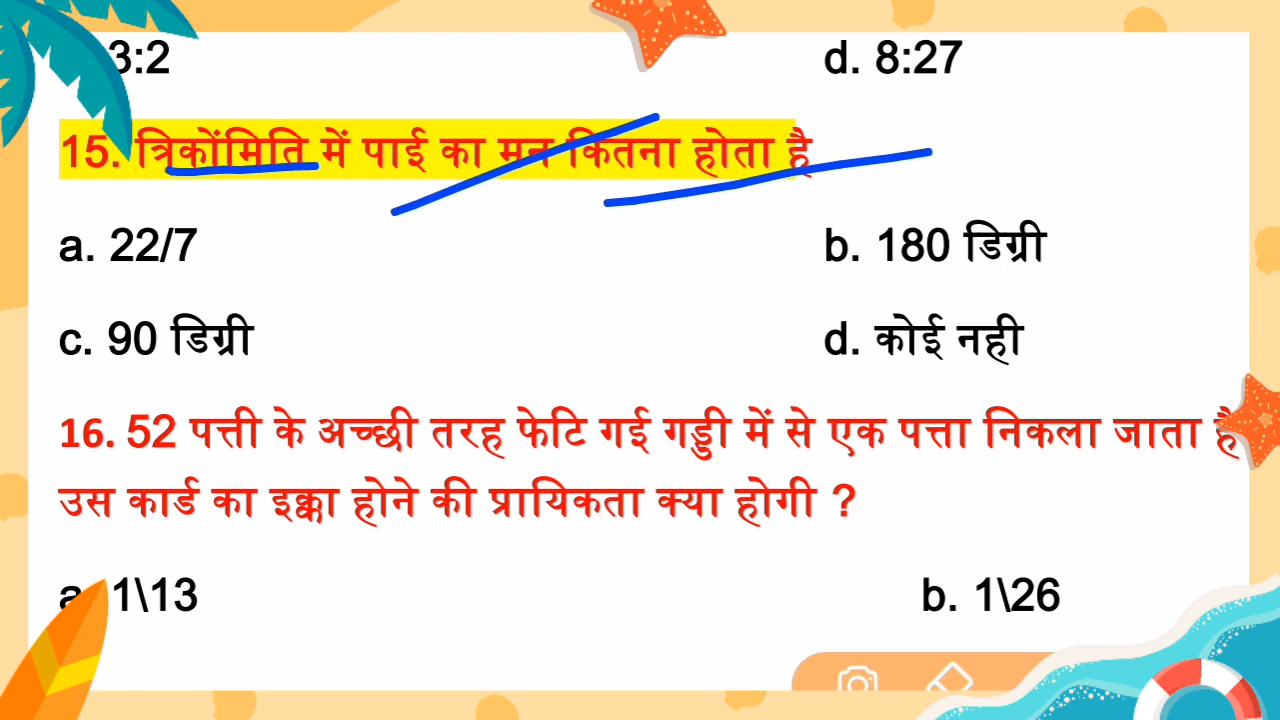 3:2 d. 8:27
15. त्रिकोंमिति में पाई का मन कितना होता है
a. 22/7 b. 180 डिग्री
c. 90 डिग्री d. कोई नही
16. 52 पत्ती के अच्छी तरह फेटि गई गड्डी में से एक पत्ता निकला जाता है
उस कार्ड का इक्का होने की प्रायिकता क्या होगी ?
a. 1\13 b. 1\26